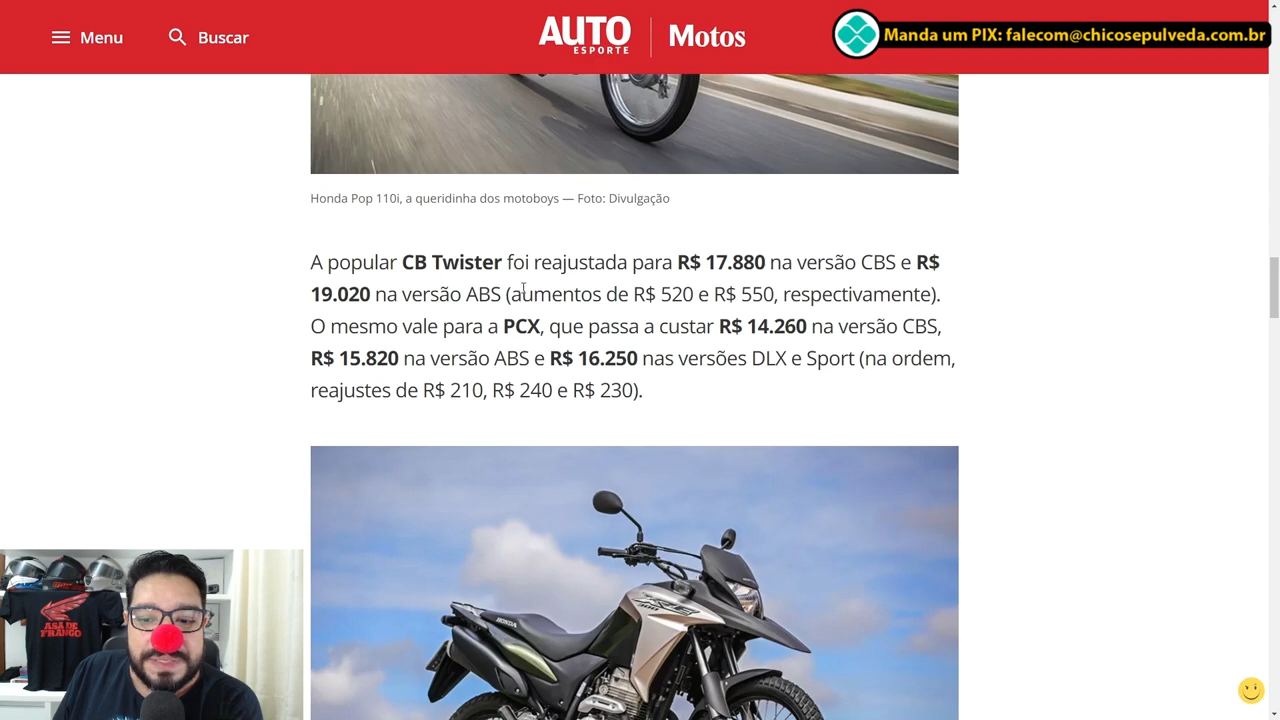 Menu
Buscar
AUTO
ESPORTE
Motos
Manda um PIX: falecom@chicosepulveda.com.br
Honda Pop 110i, a queridinha dos motoboys — Foto: Divulgação
A popular CB Twister foi reajustada para R$ 17.880 na versão CBS e R$
19.020 na versão ABS (aumentos de R$ 520 e R$ 550, respectivamente).
O mesmo vale para a PCX, que passa a custar R$ 14.260 na versão CBS,
R$ 15.820 na versão ABS e R$ 16.250 nas versões DLX e Sport (na ordem,
reajustes de R$ 210, R$ 240 e R$ 230).
HONDA
XRE
ASA DE
FRANGO